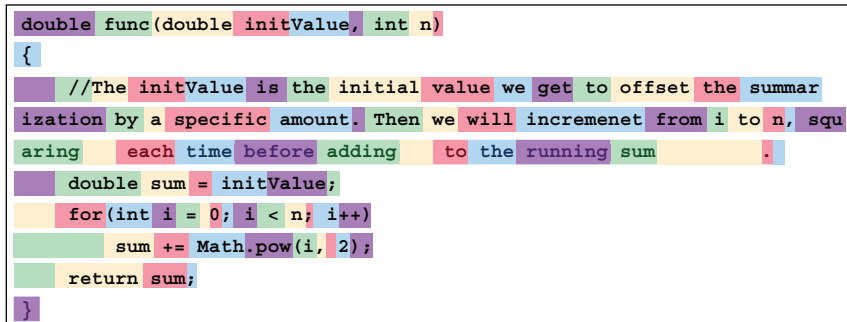 double func(double initValue, int n)
{
    //The initValue is the initial value we get to offset the summar
ization by a specific amount. Then we will incremenet from i to n, squ
aring    each time before adding    to the running sum         .
    double sum = initValue;
    for(int i = 0; i < n; i++)
        sum += Math.pow(i, 2);
    return sum;
}